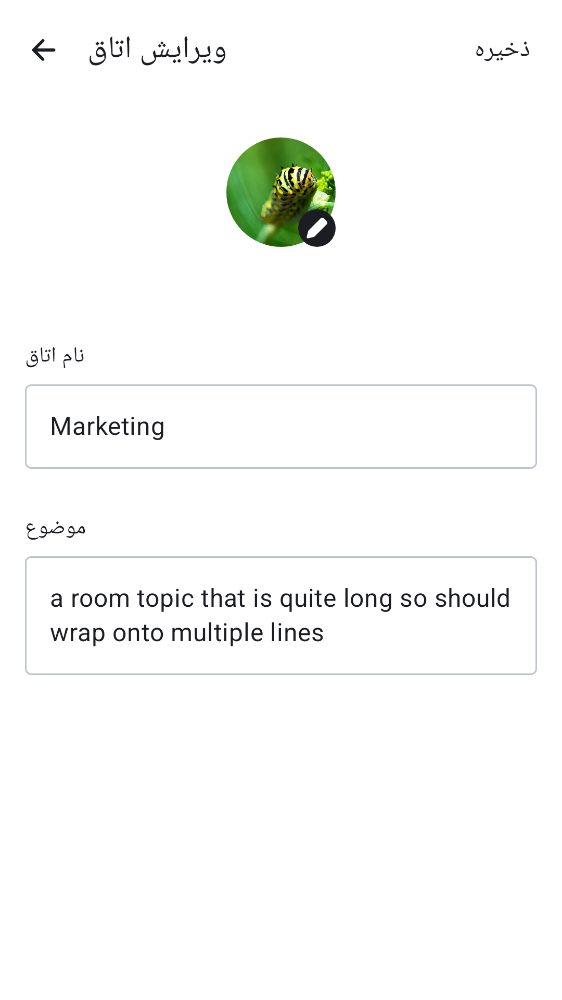 ویرایش اتاق
ذخیره
نام اتاق
Marketing
موضوع
a room topic that is quite long so should
wrap onto multiple lines